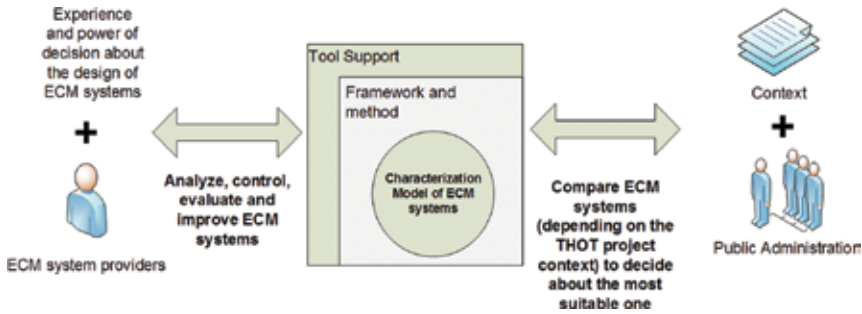 Experience
and power of
decision about
the design of
ECM systems
+
ECM system providers
Analyze, control,
evaluate and
improve ECM
systems
Tool Support
Framework and
method
Characterization
Model of ECM
systems
Compare ECM
systems
(depending on the
THOT project
context) to decide
about the most
suitable one
Context
+
Public Administration